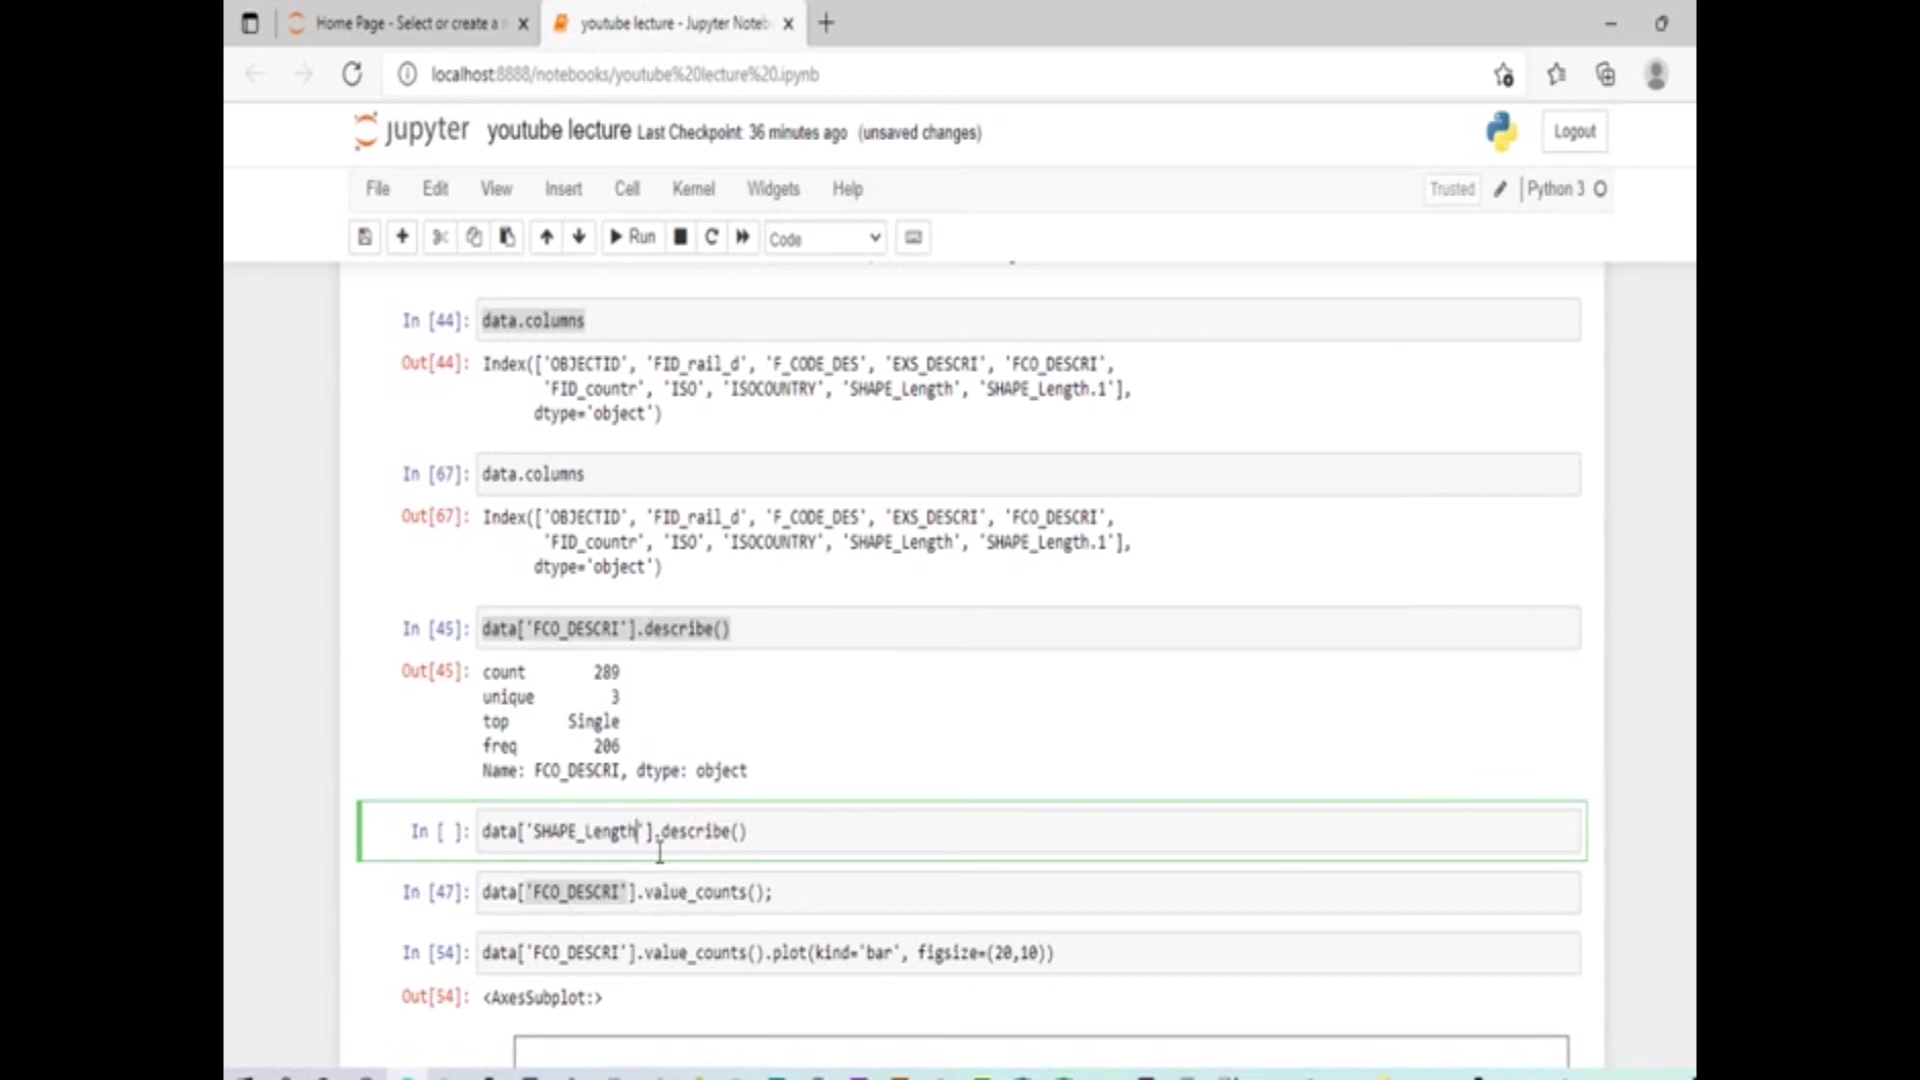 Home Page - Select or create a n
youtube lecture - Jupyter Noteb
localhost:8888/notebooks/youtube%20lecture%20.ipynb
jupyter youtube lecture Last Checkpoint: 36 minutes ago (unsaved changes)
Logout
File Edit View Insert Cell Kernel Widgets Help
Trusted Python 3
Run Code
In [44]: data.columns
Out[44]: Index(['OBJECTID', 'FID_rail_d', 'F_CODE_DES', 'EXS_DESCRI', 'FCO_DESCRI',
'FID_countr', 'ISO', 'ISOCOUNTRY', 'SHAPE_Length', 'SHAPE_Length.1'],
dtype='object')
In [67]: data.columns
Out[67]: Index(['OBJECTID', 'FID_rail_d', 'F_CODE_DES', 'EXS_DESCRI', 'FCO_DESCRI',
'FID_countr', 'ISO', 'ISOCOUNTRY', 'SHAPE_Length', 'SHAPE_Length.1'],
dtype='object')
In [45]: data['FCO_DESCRI'].describe()
Out[45]: count 289
unique 3
top Single
freq 206
Name: FCO_DESCRI, dtype: object
In [ ]: data['SHAPE_Length'].describe()
In [47]: data['FCO_DESCRI'].value_counts();
In [54]: data['FCO_DESCRI'].value_counts().plot(kind='bar', figsize=(20,10))
Out[54]: <AxesSubplot:>